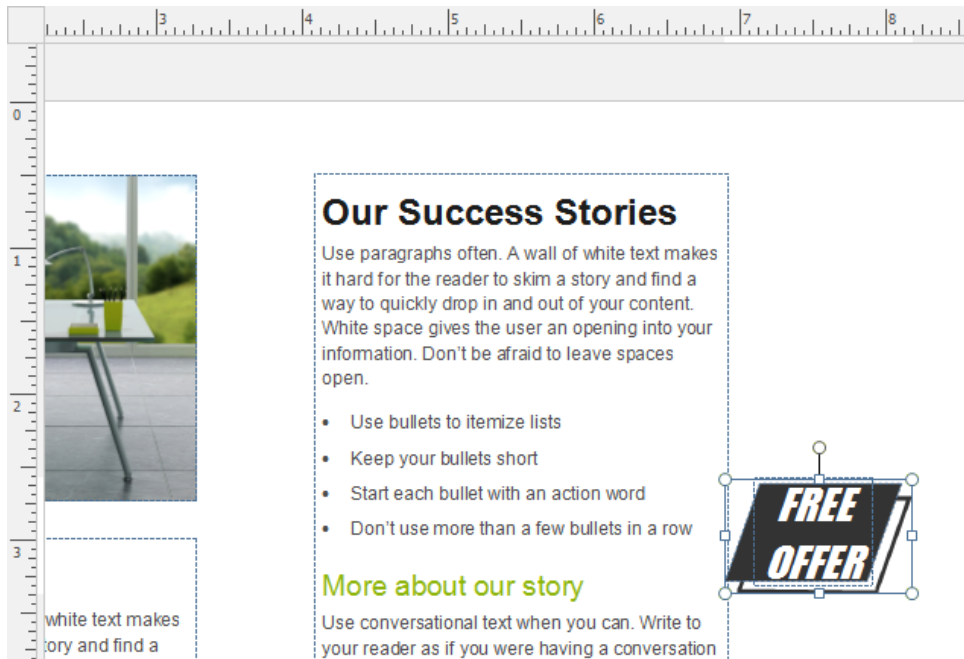 3 4 5 6 7 8
0
1
2
3
Our Success Stories
Use paragraphs often. A wall of white text makes
it hard for the reader to skim a story and find a
way to quickly drop in and out of your content.
White space gives the user an opening into your
information. Don’t be afraid to leave spaces
open.
• Use bullets to itemize lists
• Keep your bullets short
• Start each bullet with an action word
• Don’t use more than a few bullets in a row
FREE
OFFER
More about our story
Use conversational text when you can. Write to
your reader as if you were having a conversation
white text makes
tory and find a